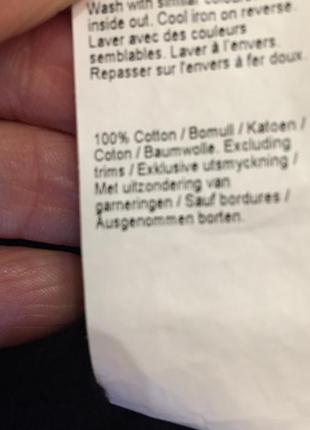 Wash with similar colours
inside out. Cool iron on reverse.
Laver avec des couleurs
semblables. Laver à l'envers.
Repasser sur l'envers à fer doux.
100% Cotton / Bomull / Katoen /
Coton / Baumwolle. Excluding
trims / Exklusive utsmyckning /
Met uitzondering van
garneringen / Sauf bordures /
Ausgenommen borten.